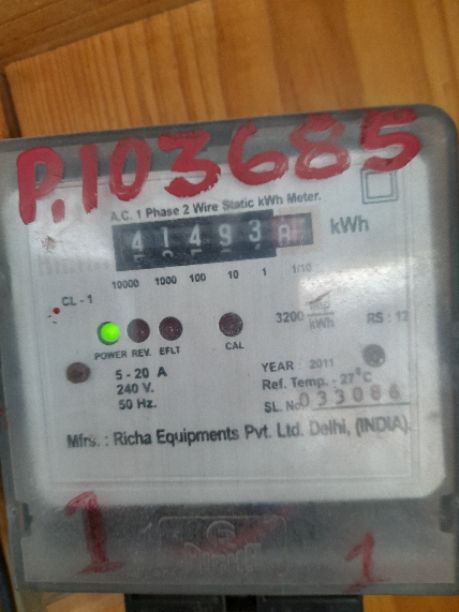 P.103685
A.C. 1 Phase 2 Wire Static kWh Meter.
41493 kWh
10000 1000 100 10 1 1/10
CL - 1
3200 imp/kWh RS : 12
POWER REV. EFLT CAL
5 - 20 A
240 V.
50 Hz.
YEAR : 2011
Ref. Temp. - 27°C
SL. No. 033086
Mfrs. : Richa Equipments Pvt. Ltd. Delhi, (INDIA).
1 1